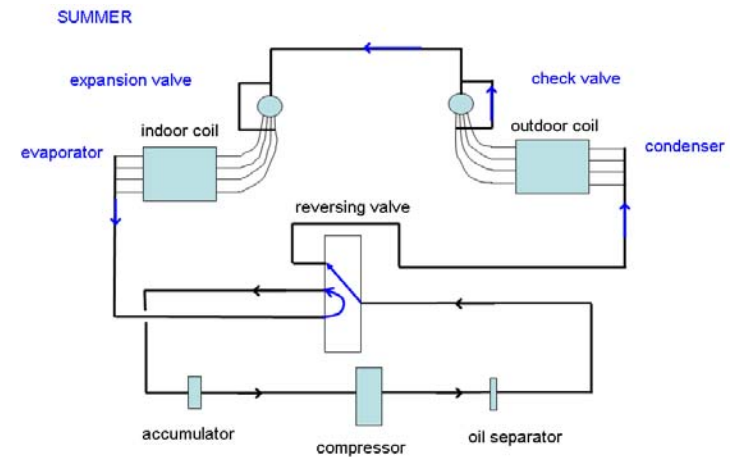 SUMMER
expansion valve
check valve
indoor coil
outdoor coil
evaporator
condenser
reversing valve
accumulator
compressor
oil separator